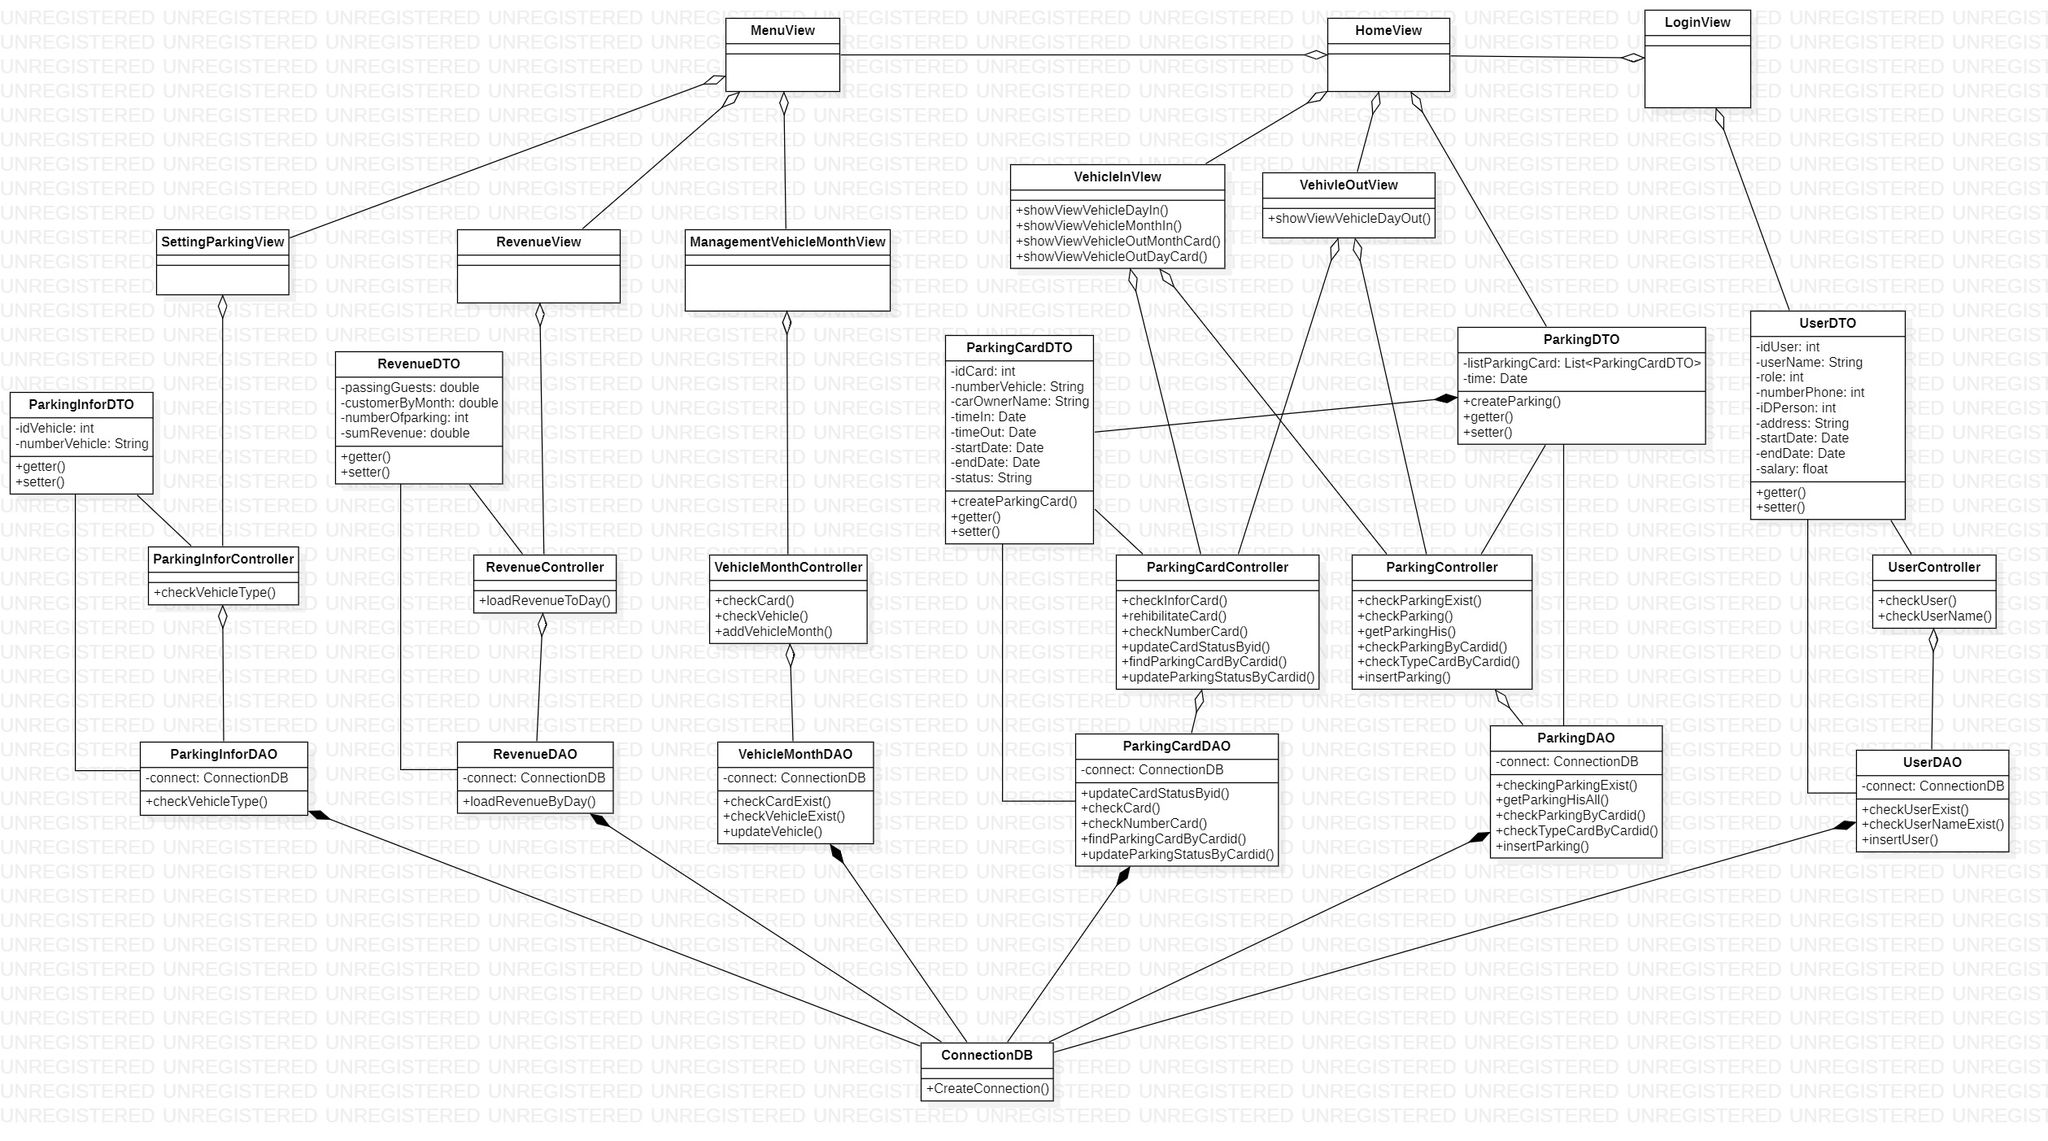 MenuView
HomeView
LoginView
VehicleInVIew
+showViewVehicleDayIn()
+showViewVehicleMonthIn()
+showViewVehicleOutMonthCard()
+showViewVehicleOutDayCard()
VehivleOutView
+showViewVehicleDayOut()
SettingParkingView
RevenueView
ManagementVehicleMonthView
ParkingInforDTO
-idVehicle: int
-numberVehicle: String
+getter()
+setter()
RevenueDTO
-passingGuests: double
-customerByMonth: double
-numberOfparking: int
-sumRevenue: double
+getter()
+setter()
ParkingCardDTO
-idCard: int
-numberVehicle: String
-carOwnerName: String
-timeIn: Date
-timeOut: Date
-startDate: Date
-endDate: Date
-status: String
+createParkingCard()
+getter()
+setter()
ParkingDTO
-listParkingCard: List<ParkingCardDTO>
-time: Date
+createParking()
+getter()
+setter()
UserDTO
-idUser: int
-userName: String
-role: int
-numberPhone: int
-iDPerson: int
-address: String
-startDate: Date
-endDate: Date
-salary: float
+getter()
+setter()
ParkingInforController
+checkVehicleType()
RevenueController
+loadRevenueToDay()
VehicleMonthController
+checkCard()
+checkVehicle()
+addVehicleMonth()
ParkingCardController
+checkInforCard()
+rehibilitateCard()
+checkNumberCard()
+updateCardStatusByid()
+findParkingCardByCardid()
+updateParkingStatusByCardid()
ParkingController
+checkParkingExist()
+checkParking()
+getParkingHis()
+checkParkingByCardid()
+checkTypeCardByCardid()
+insertParking()
UserController
+checkUser()
+checkUserName()
ParkingInforDAO
-connect: ConnectionDB
+checkVehicleType()
RevenueDAO
-connect: ConnectionDB
+loadRevenueByDay()
VehicleMonthDAO
-connect: ConnectionDB
+checkCardExist()
+checkVehicleExist()
+updateVehicle()
ParkingCardDAO
-connect: ConnectionDB
+updateCardStatusByid()
+checkCard()
+checkNumberCard()
+findParkingCardByCardid()
+updateParkingStatusByCardid()
ParkingDAO
-connect: ConnectionDB
+checkingParkingExist()
+getParkingHisAll()
+checkParkingByCardid()
+checkTypeCardByCardid()
+insertParking()
UserDAO
-connect: ConnectionDB
+checkUserExist()
+checkUserNameExist()
+insertUser()
ConnectionDB
+CreateConnection()
UNREGISTERED